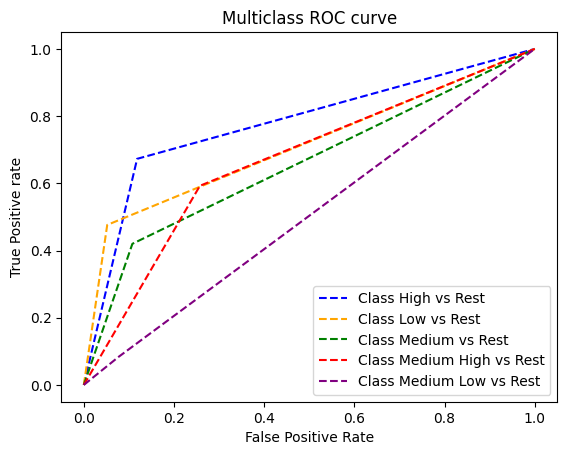 Multiclass ROC curve
True Positive rate
1.0
0.8
0.6
0.4
0.2
0.0
Class High vs Rest
Class Low vs Rest
Class Medium vs Rest
Class Medium High vs Rest
Class Medium Low vs Rest
0.0 0.2 0.4 0.6 0.8 1.0
False Positive Rate